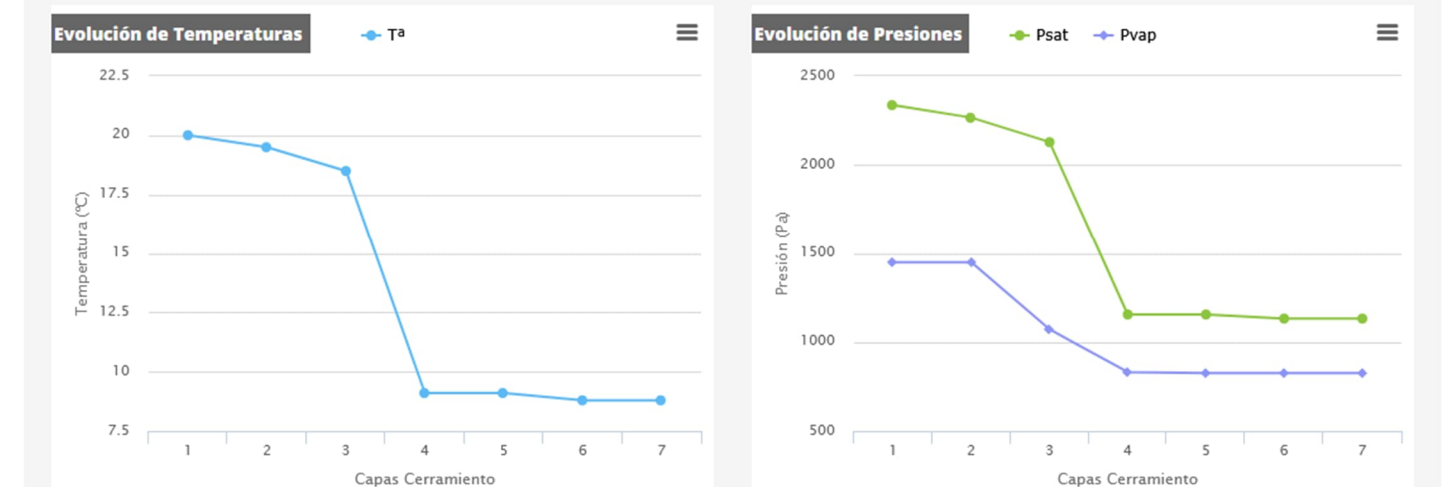 Evolución de Temperaturas
Tª
22.5
20
17.5
15
12.5
10
7.5
Temperatura (ºC)
1 2 3 4 5 6 7
Capas Cerramiento
Evolución de Presiones
Psat Pvap
2500
2000
1500
1000
500
Presión (Pa)
1 2 3 4 5 6 7
Capas Cerramiento